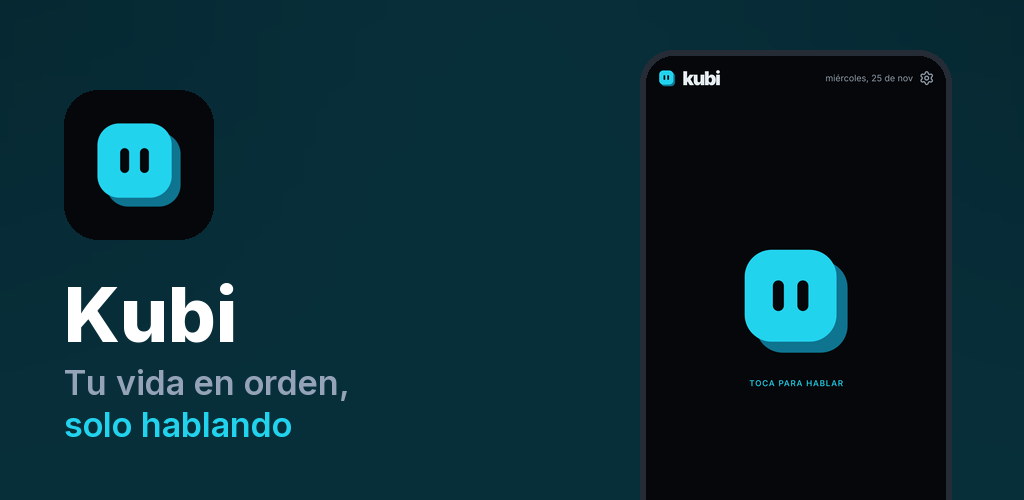 Kubi
Tu vida en orden,
solo hablando
kubi
miércoles, 25 de nov
TOCA PARA HABLAR